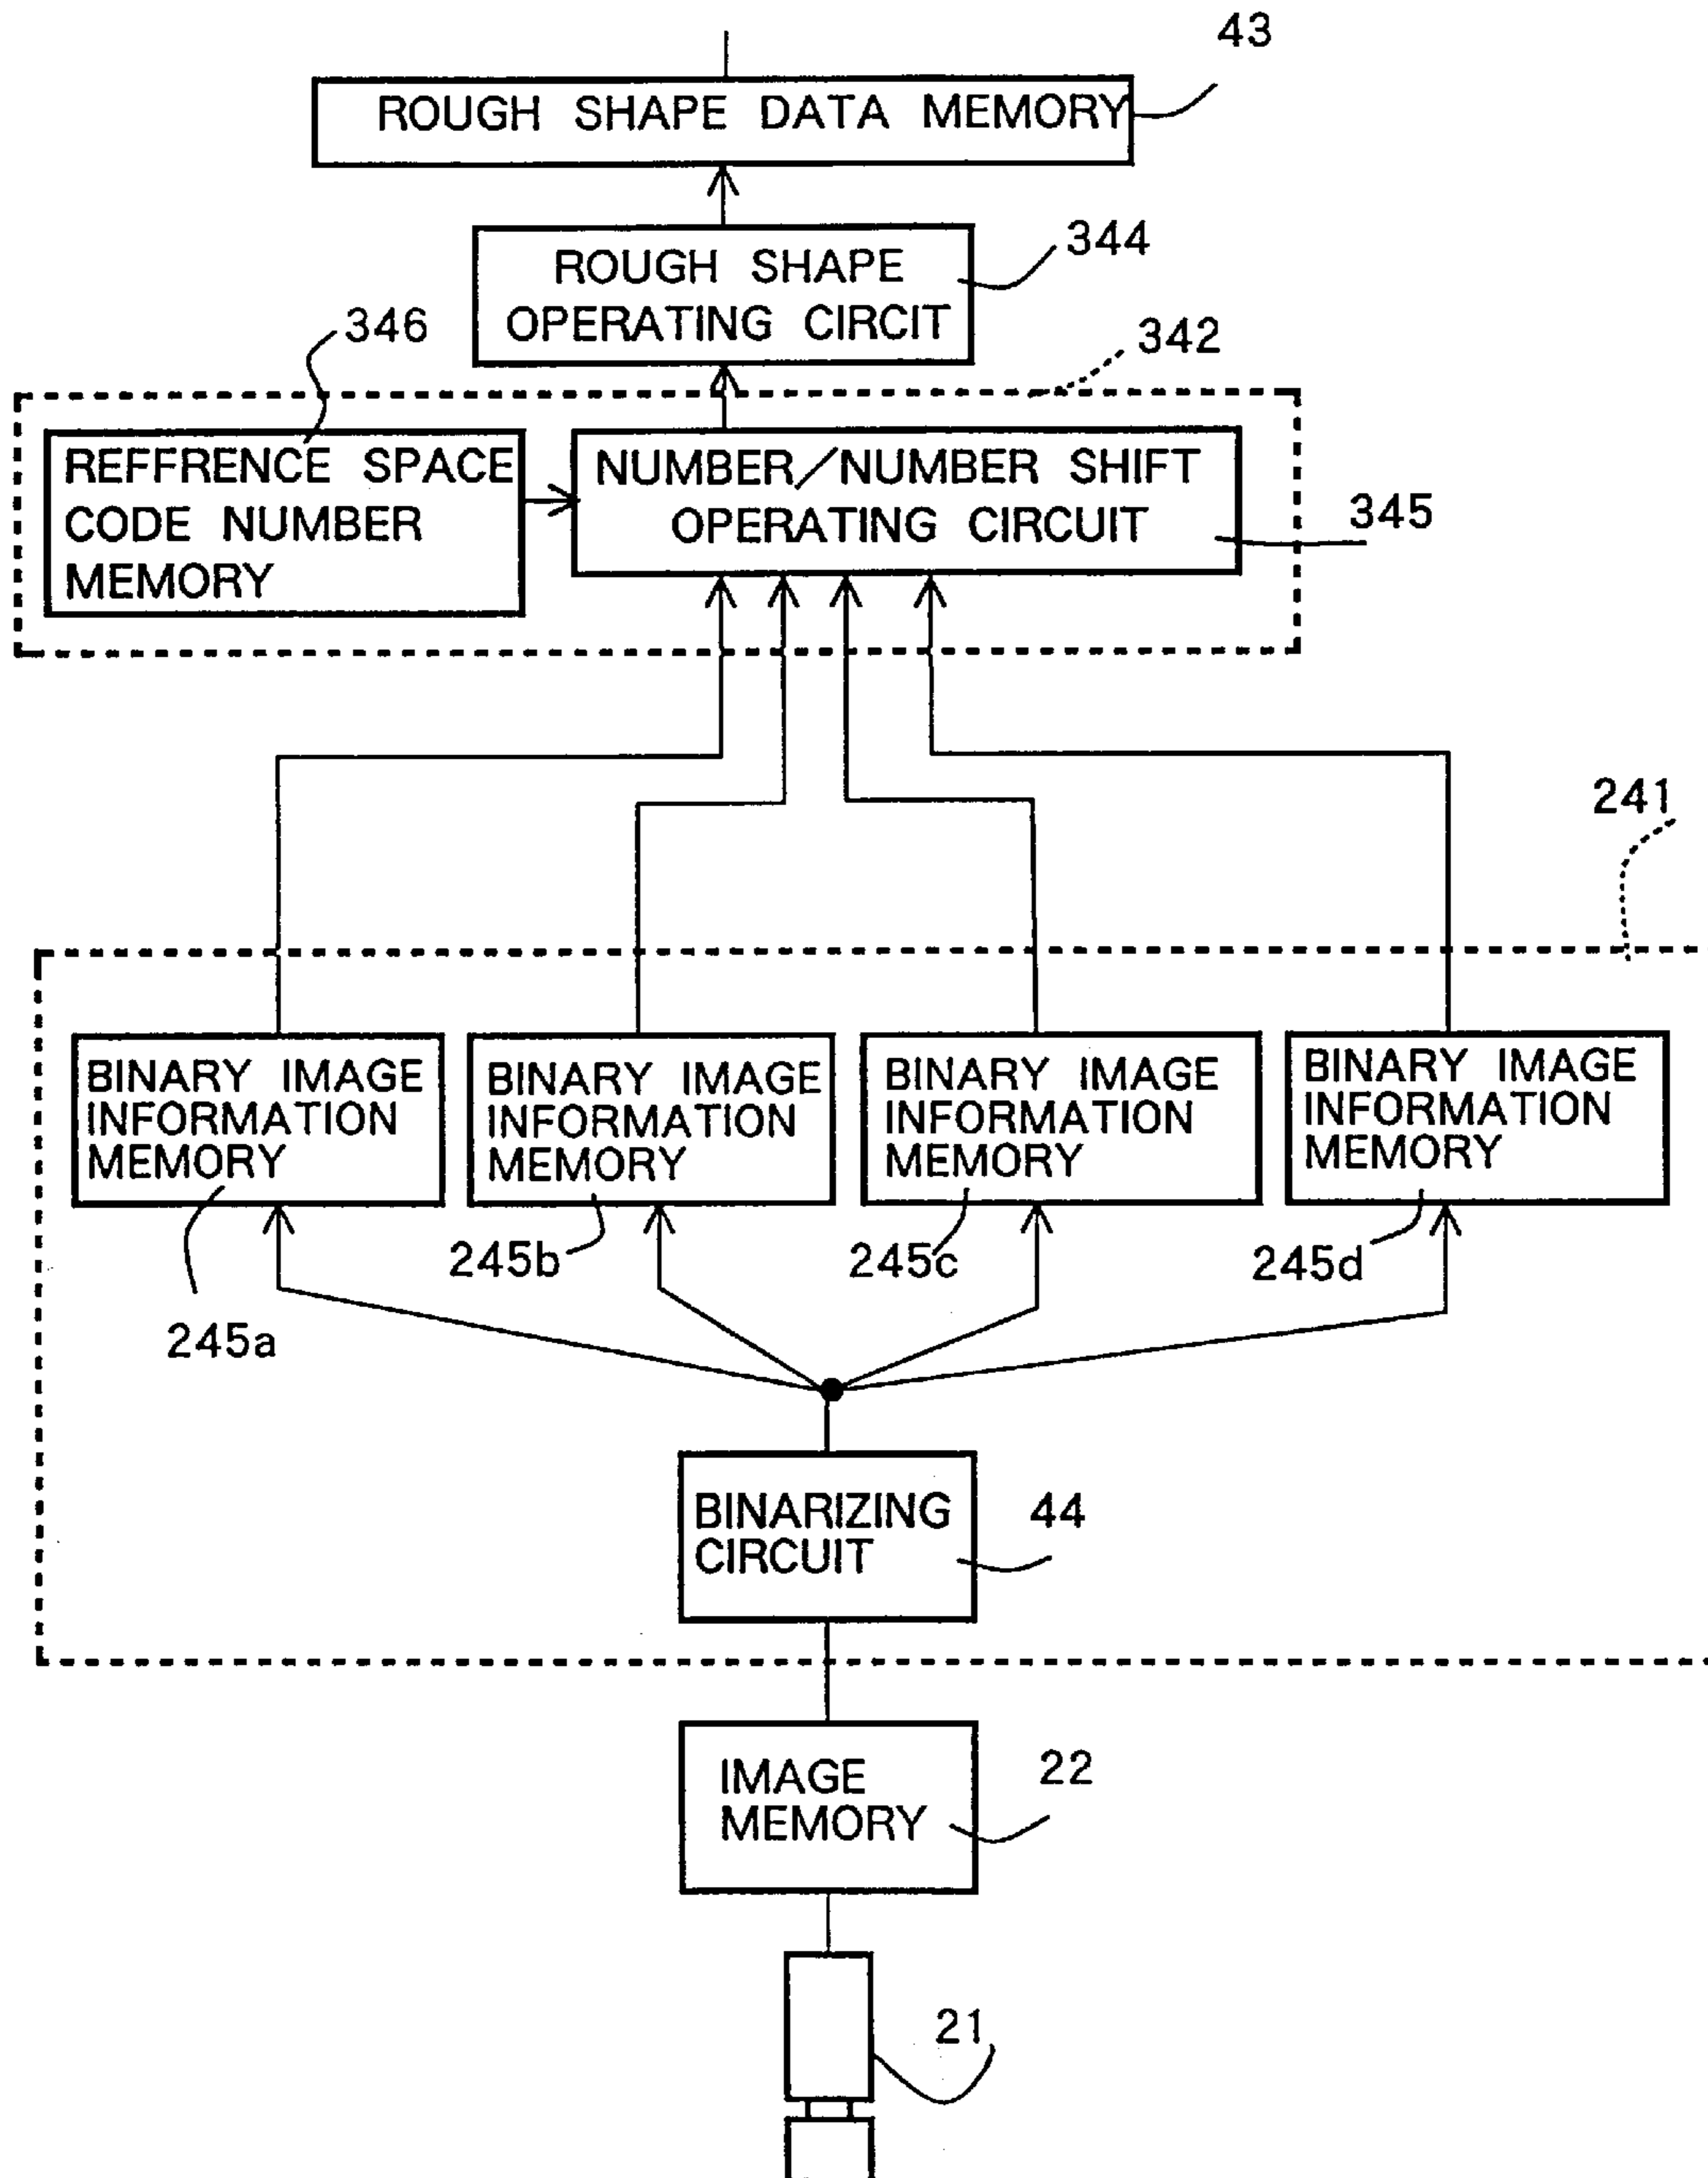 43
ROUGH SHAPE DATA MEMORY
344
ROUGH SHAPE
OPERATING CIRCIT
346
342
REFFRENCE SPACE
CODE NUMBER
MEMORY
NUMBER/NUMBER SHIFT
OPERATING CIRCUIT
345
241
BINARY IMAGE
INFORMATION
MEMORY
BINARY IMAGE
INFORMATION
MEMORY
BINARY IMAGE
INFORMATION
MEMORY
BINARY IMAGE
INFORMATION
MEMORY
245a
245b
245c
245d
BINARIZING
CIRCUIT
44
IMAGE
MEMORY
22
21